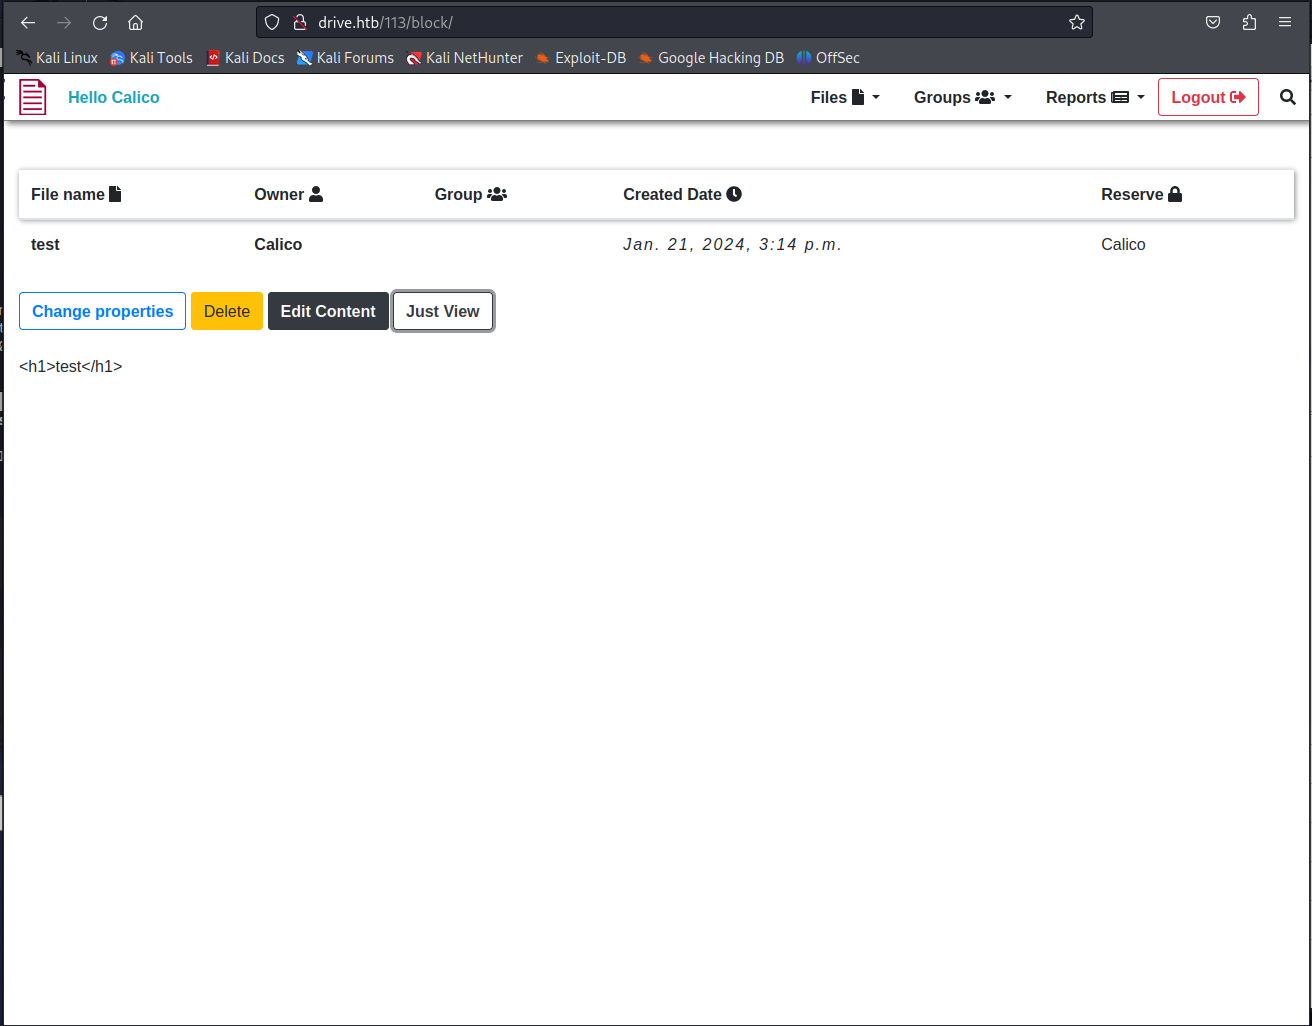 drive.htb/113/block/
Kali Linux Kali Tools Kali Docs Kali Forums Kali NetHunter Exploit-DB Google Hacking DB OffSec
Hello Calico Files Groups Reports Logout
File name Owner Group Created Date Reserve
test Calico Jan. 21, 2024, 3:14 p.m. Calico
Change properties Delete Edit Content Just View
<h1>test</h1>